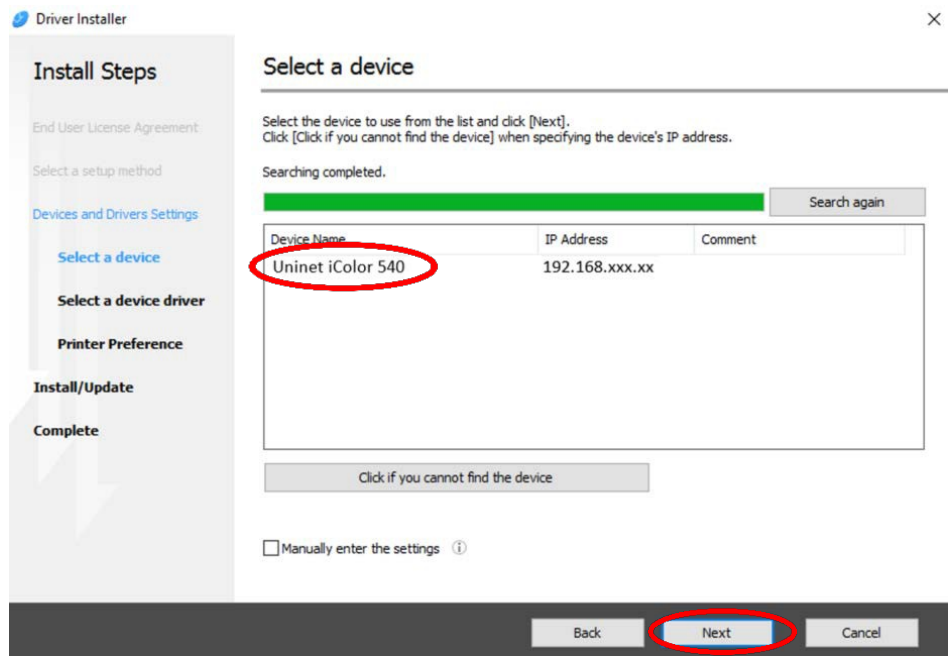 Driver Installer
Install Steps
End User License Agreement
Select a setup method
Devices and Drivers Settings
Select a device
Select a device driver
Printer Preference
Install/Update
Complete
Select a device
Select the device to use from the list and click [Next].
Click [Click if you cannot find the device] when specifying the device's IP address.
Searching completed.
Search again
Device Name IP Address Comment
Uninet iColor 540 192.168.xxx.xx
Click if you cannot find the device
Manually enter the settings
Back Next Cancel